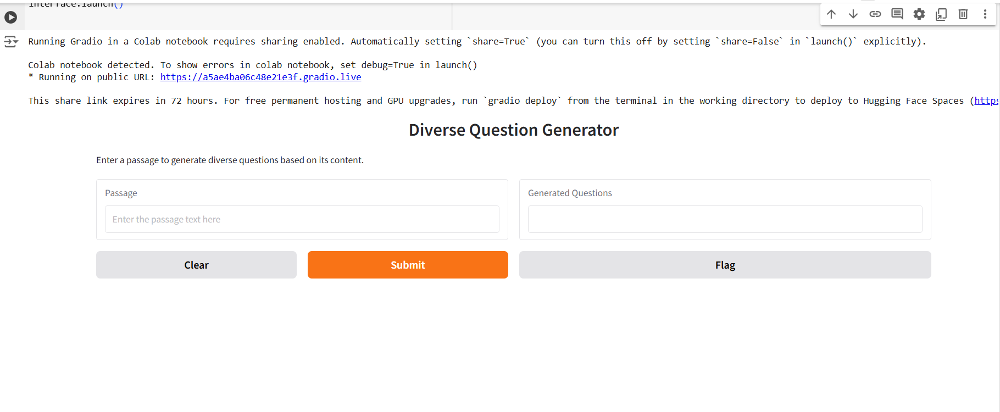 interface.launch()
Running Gradio in a Colab notebook requires sharing enabled. Automatically setting `share=True` (you can turn this off by setting `share=False` in `launch()` explicitly).
Colab notebook detected. To show errors in colab notebook, set debug=True in launch()
* Running on public URL: https://a5ae4ba06c48e21e3f.gradio.live
This share link expires in 72 hours. For free permanent hosting and GPU upgrades, run `gradio deploy` from the terminal in the working directory to deploy to Hugging Face Spaces (https
Diverse Question Generator
Enter a passage to generate diverse questions based on its content.
Passage
Enter the passage text here
Generated Questions
Clear
Submit
Flag